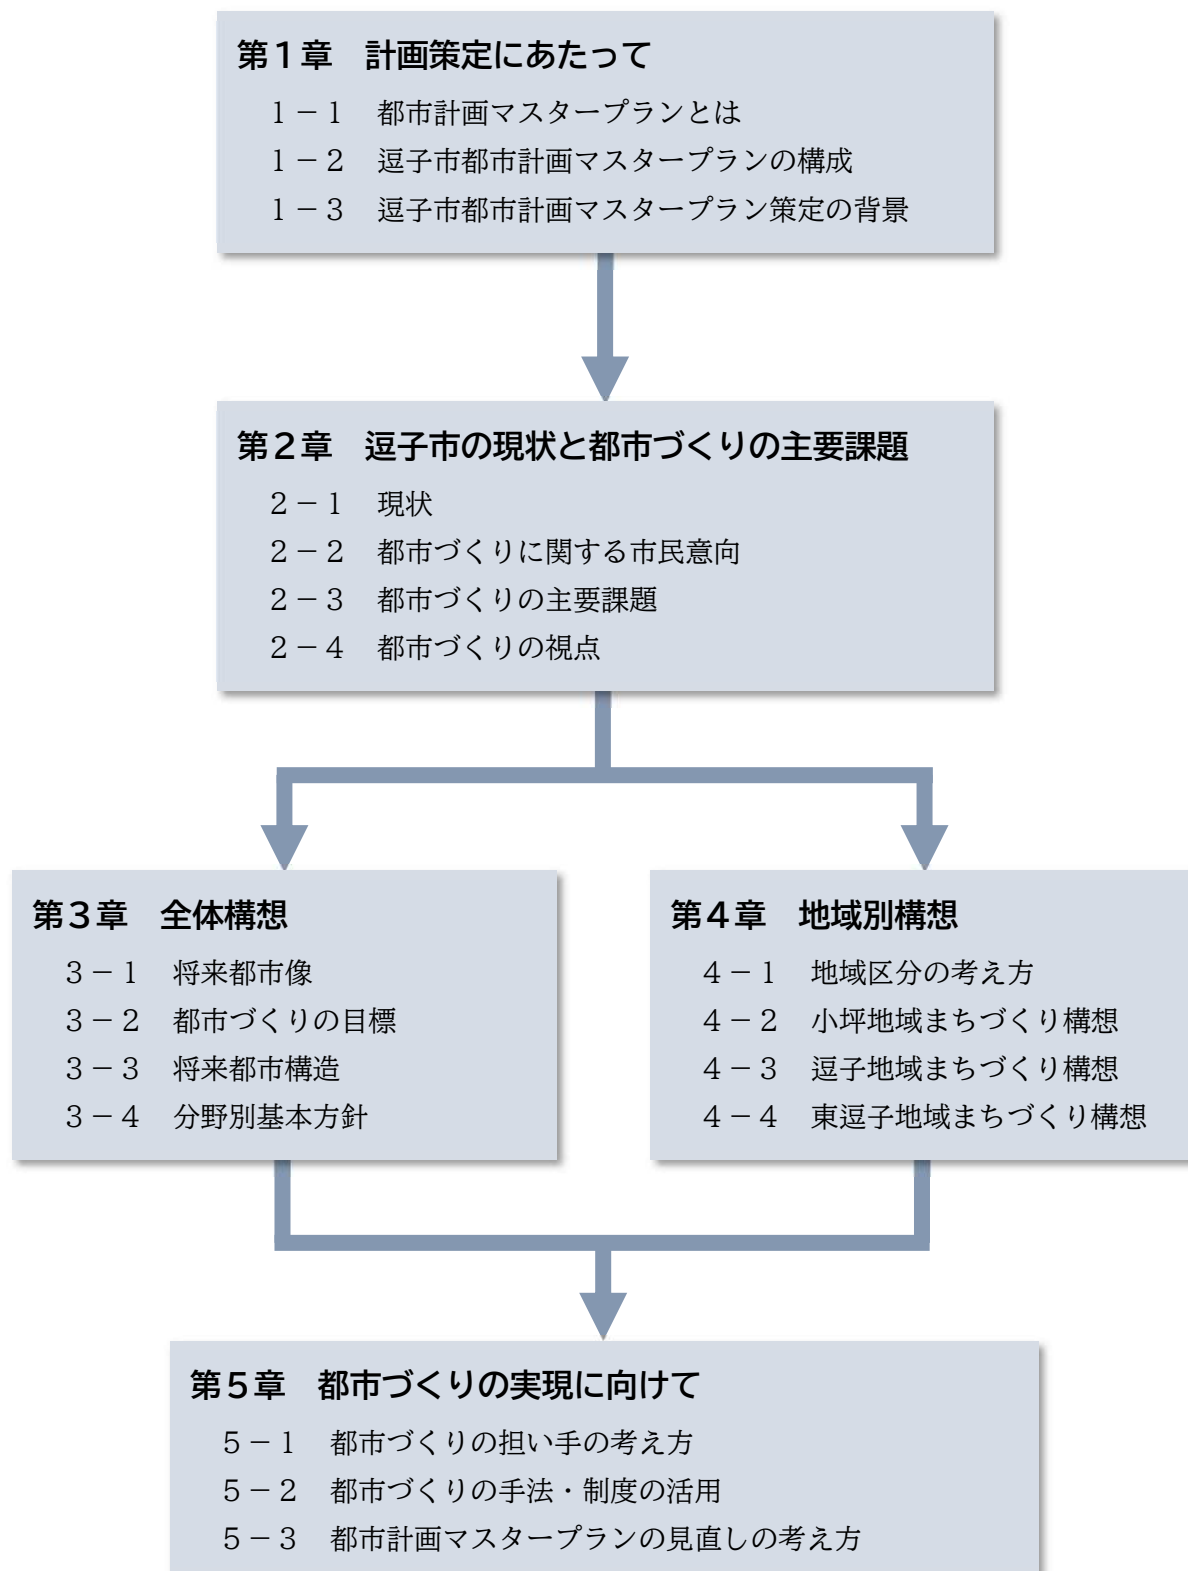 第1章　計画策定にあたって
1－1　都市計画マスタープランとは
1－2　逗子市都市計画マスタープランの構成
1－3　逗子市都市計画マスタープラン策定の背景
第2章　逗子市の現状と都市づくりの主要課題
2－1　現状
2－2　都市づくりに関する市民意向
2－3　都市づくりの主要課題
2－4　都市づくりの視点
第3章　全体構想
3－1　将来都市像
3－2　都市づくりの目標
3－3　将来都市構造
3－4　分野別基本方針
第4章　地域別構想
4－1　地域区分の考え方
4－2　小坪地域まちづくり構想
4－3　逗子地域まちづくり構想
4－4　東逗子地域まちづくり構想
第5章　都市づくりの実現に向けて
5－1　都市づくりの担い手の考え方
5－2　都市づくりの手法・制度の活用
5－3　都市計画マスタープランの見直しの考え方